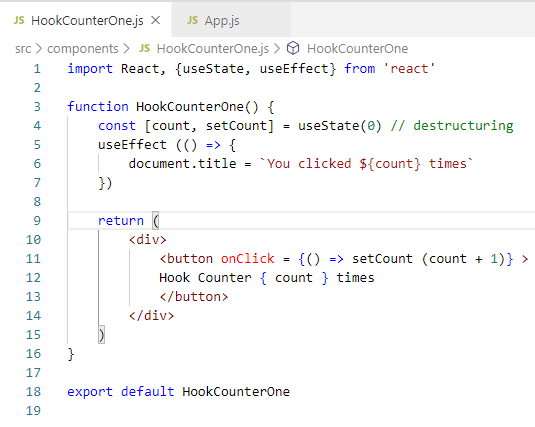 JS HookCounterOne.js ×
JS App.js
src > components > JS HookCounterOne.js > HookCounterOne
1 import React, {useState, useEffect} from 'react'
2
3 function HookCounterOne() {
4     const [count, setCount] = useState(0) // destructuring
5     useEffect (() => {
6         document.title = `You clicked ${count} times`
7     })
8
9     return (
10         <div>
11             <button onClick = {() => setCount (count + 1)} >
12             Hook Counter { count } times
13             </button>
14         </div>
15     )
16 }
17
18 export default HookCounterOne
19